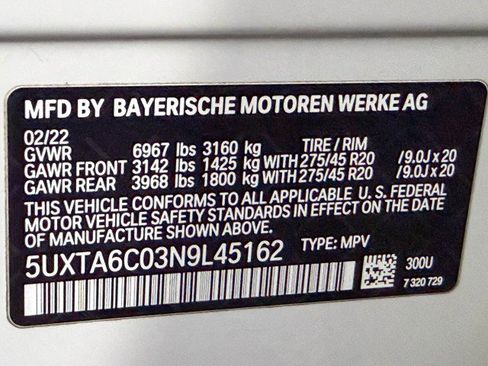 MFD BY BAYERISCHE MOTOREN WERKE AG
02/22
GVWR 6967 lbs 3160 kg TIRE / RIM
GAWR FRONT 3142 lbs 1425 kg WITH 275/45 R20 /9.0J x 20
GAWR REAR 3968 lbs 1800 kg WITH 275/45 R20 /9.0J x 20
THIS VEHICLE CONFORMS TO ALL APPLICABLE U. S. FEDERAL
MOTOR VEHICLE SAFETY STANDARDS IN EFFECT ON THE DATE
OF MANUFACTURE SHOWN ABOVE.
5UXTA6C03N9L45162 TYPE: MPV
300U
7 320 729